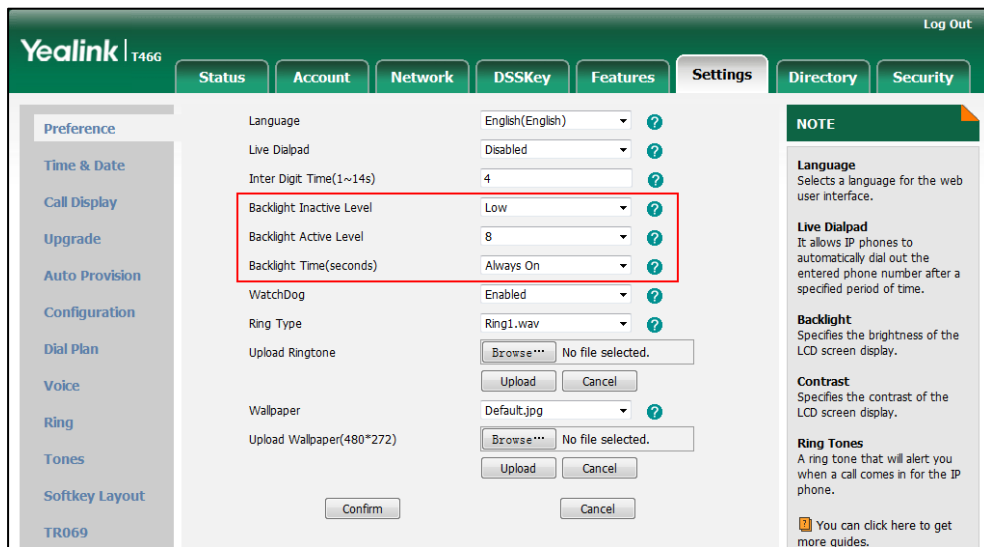 Log Out
Yealink T46G
Status Account Network DSSKey Features Settings Directory Security
Preference
Time & Date
Call Display
Upgrade
Auto Provision
Configuration
Dial Plan
Voice
Ring
Tones
Softkey Layout
TR069
Language English(English) ?
Live Dialpad Disabled ?
Inter Digit Time(1~14s) 4 ?
Backlight Inactive Level Low ?
Backlight Active Level 8 ?
Backlight Time(seconds) Always On ?
WatchDog Enabled ?
Ring Type Ring1.wav ?
Upload Ringtone Browse... No file selected.
Upload Cancel
Wallpaper Default.jpg ?
Upload Wallpaper(480*272) Browse... No file selected.
Upload Cancel
Confirm Cancel
NOTE
Language
Selects a language for the web
user interface.
Live Dialpad
It allows IP phones to
automatically dial out the
entered phone number after a
specified period of time.
Backlight
Specifies the brightness of the
LCD screen display.
Contrast
Specifies the contrast of the
LCD screen display.
Ring Tones
A ring tone that will alert you
when a call comes in for the IP
phone.
? You can click here to get
more guides.